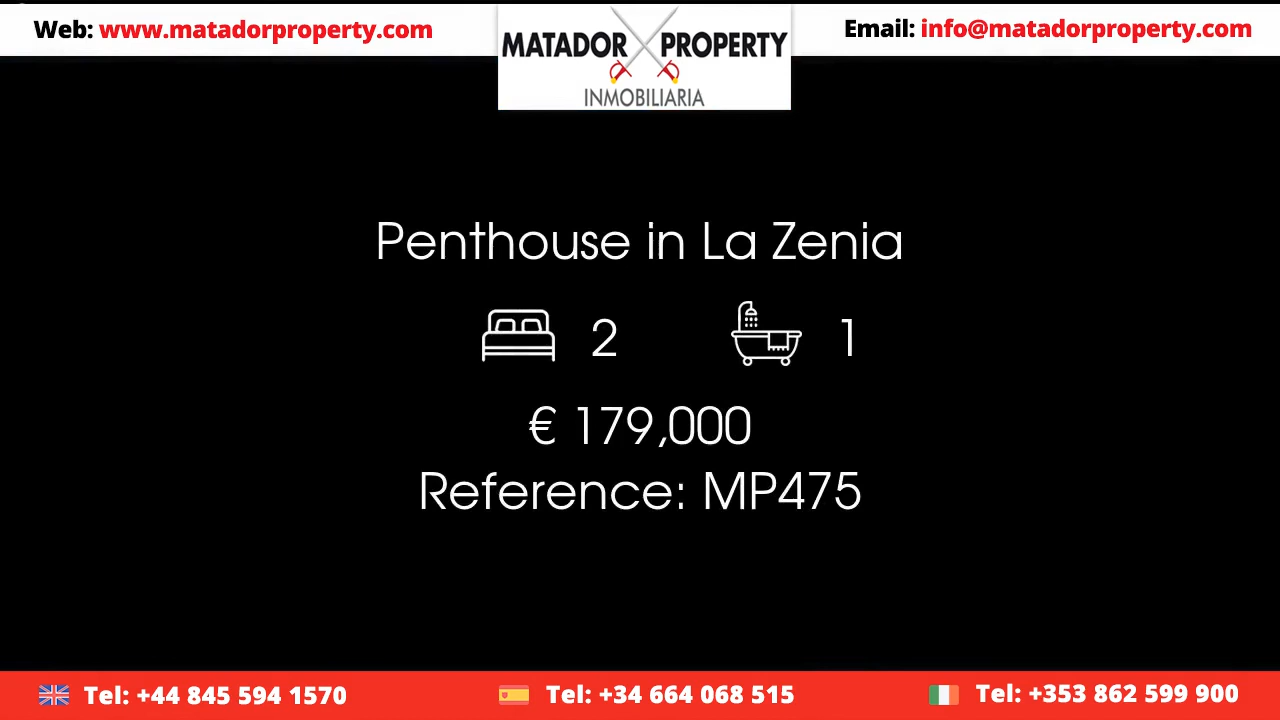 Web: www.matadorproperty.com
MATADOR PROPERTY
INMOBILIARIA
Email: info@matadorproperty.com
Penthouse in La Zenia
2 1
€ 179,000
Reference: MP475
Tel: +44 845 594 1570
Tel: +34 664 068 515
Tel: +353 862 599 900